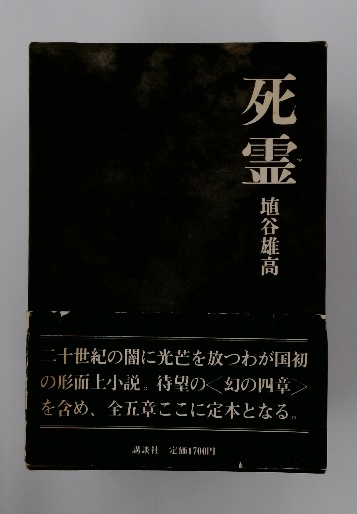 死霊
埴谷雄高
二十世紀の闇に光芒を放つわが国初
の形而上小説。待望の〈幻の四章〉
を含め、全五章ここに定本となる。
講談社 定価1700円